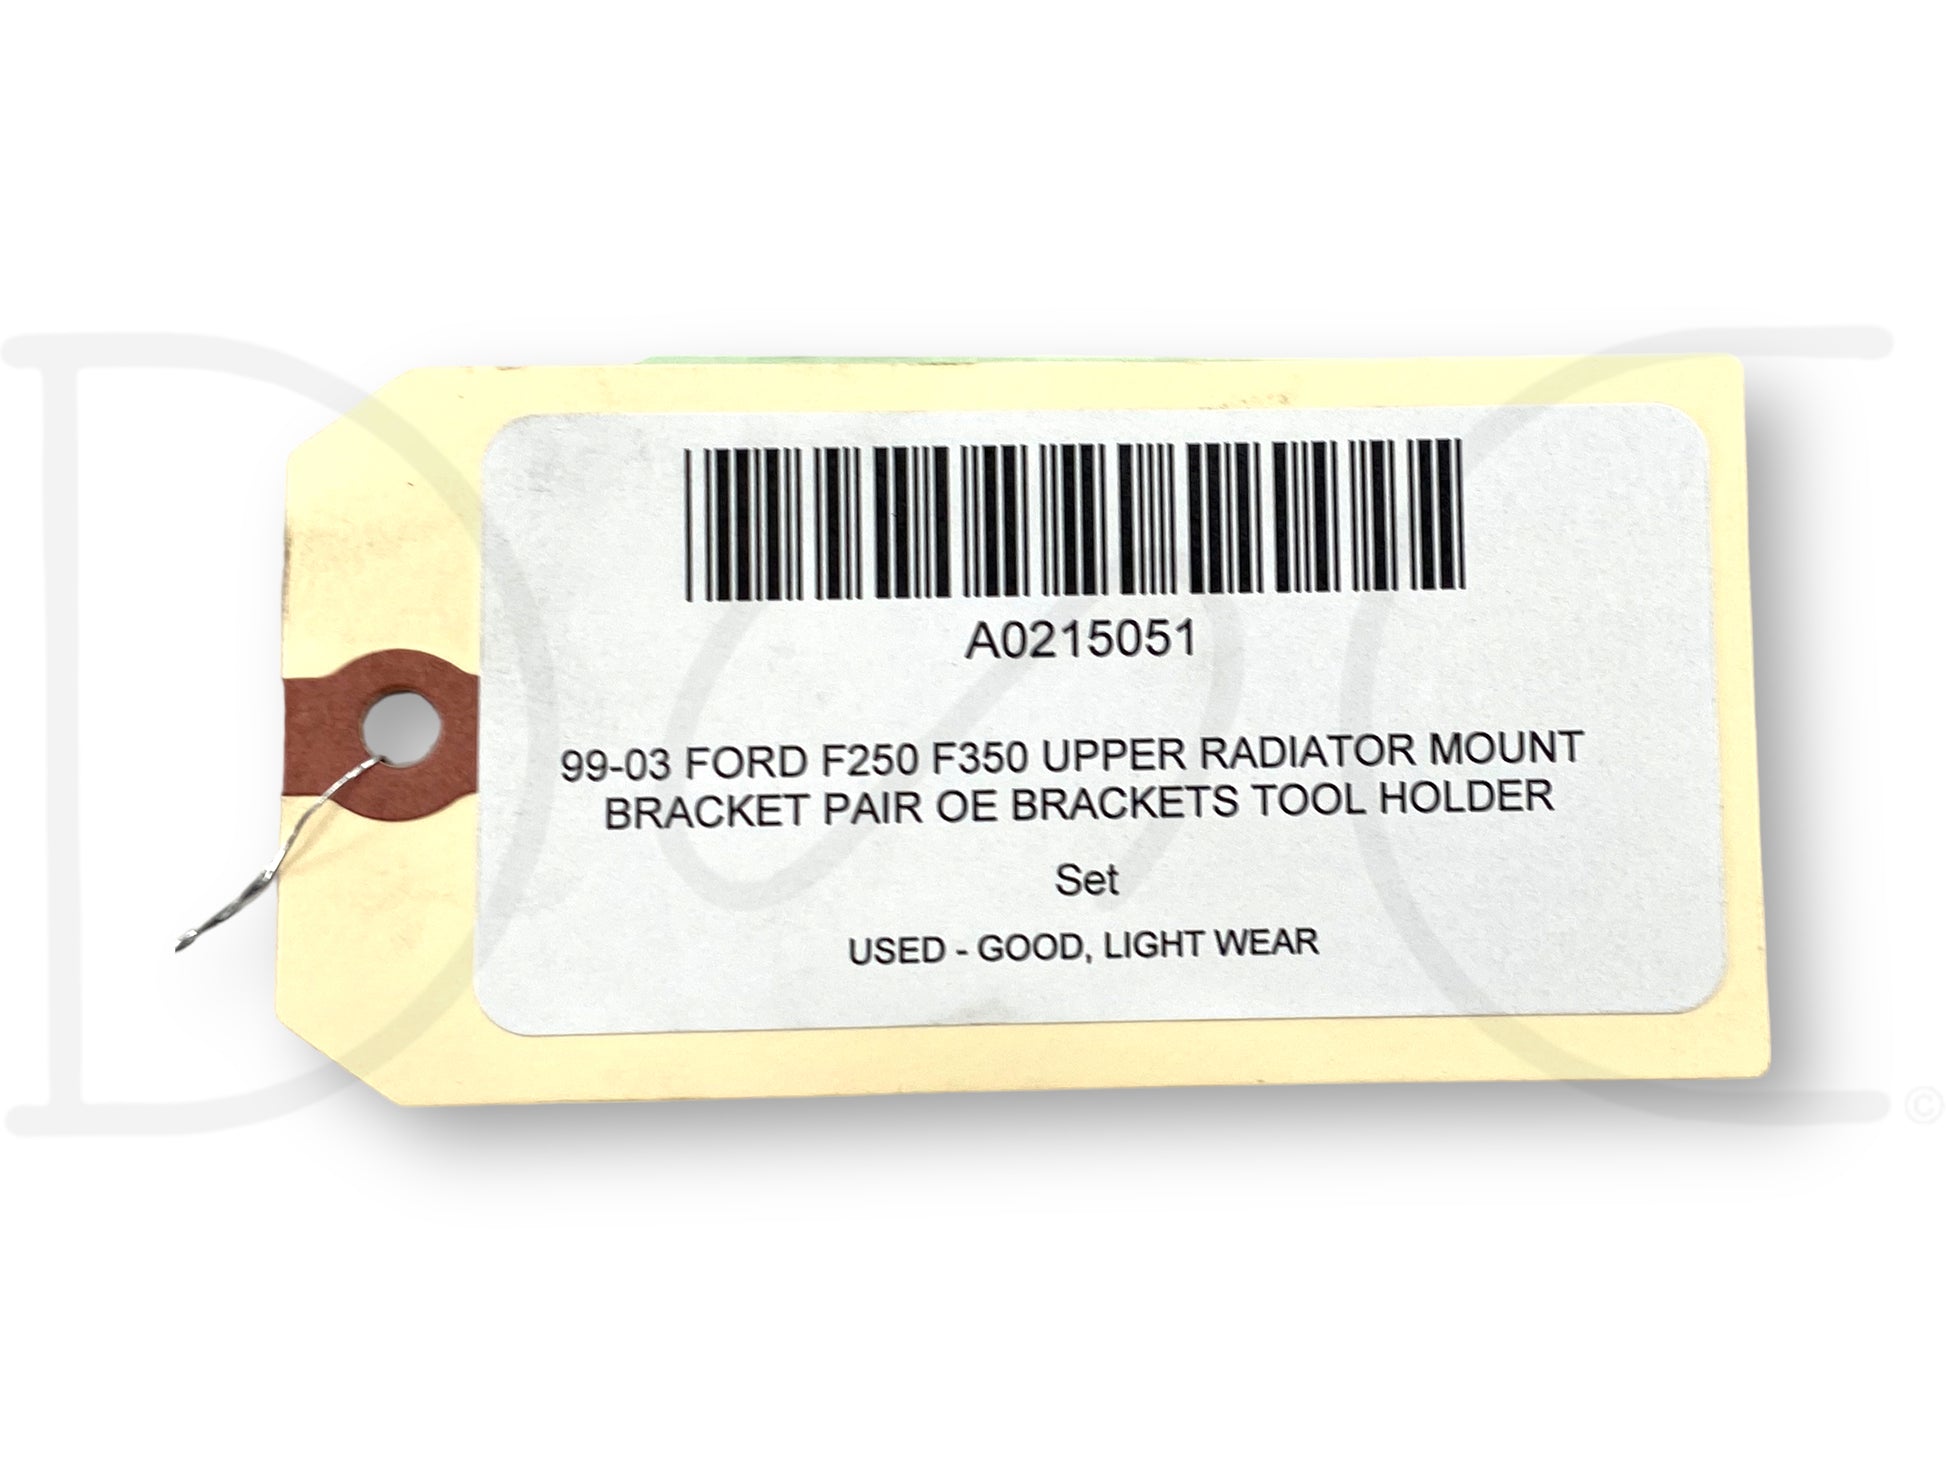 A0215051
99-03 FORD F250 F350 UPPER RADIATOR MOUNT
BRACKET PAIR OE BRACKETS TOOL HOLDER
Set
USED - GOOD, LIGHT WEAR
D C
©